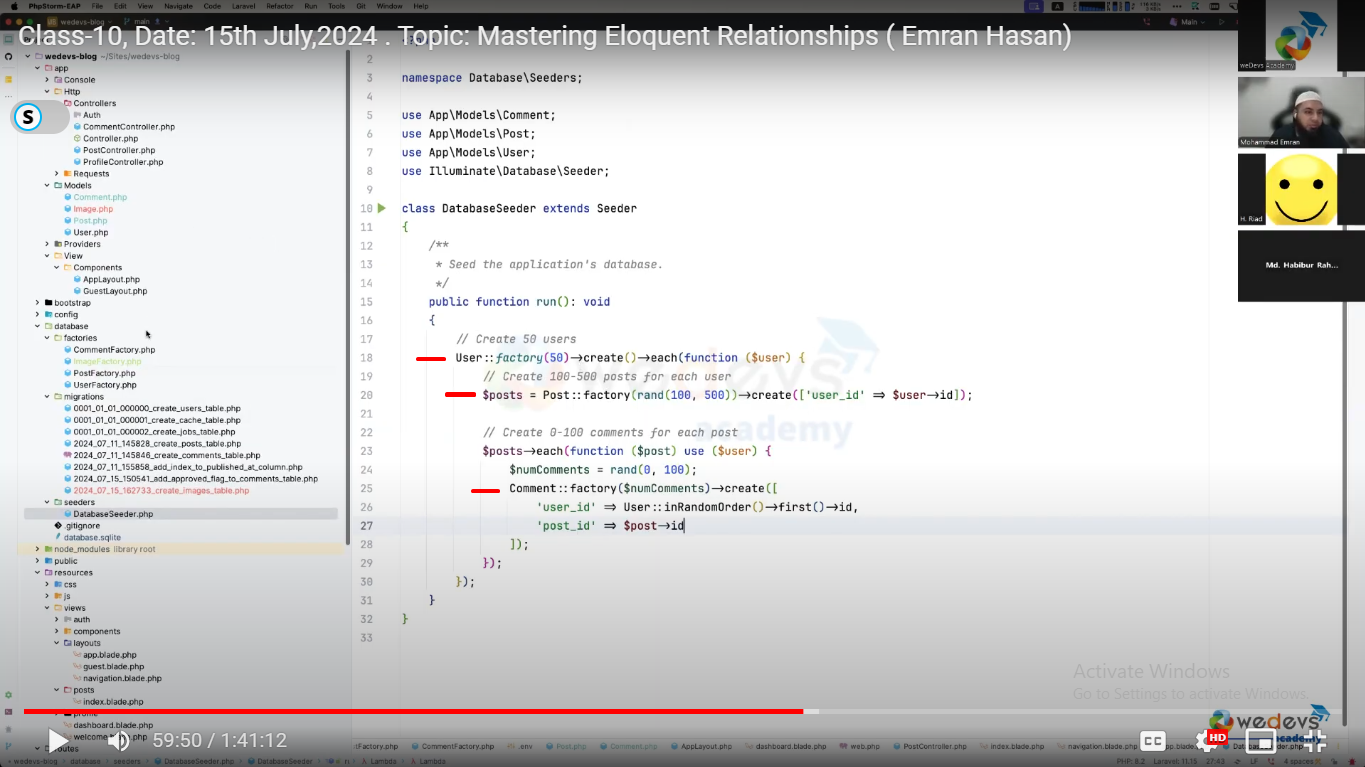 PhpStorm-EAP File Edit View Navigate Code Laravel Refactor Run Tools Git Window Help
wedevs-blog main Main
Class-10, Date: 15th July,2024 . Topic: Mastering Eloquent Relationships ( Emran Hasan)
wedevs-blog ~/Sites/wedevs-blog
app
Console
Http
Controllers
Auth
CommentController.php
Controller.php
PostController.php
ProfileController.php
Requests
Models
Comment.php
Image.php
Post.php
User.php
Providers
View
Components
AppLayout.php
GuestLayout.php
bootstrap
config
database
factories
CommentFactory.php
ImageFactory.php
PostFactory.php
UserFactory.php
migrations
0001_01_01_000000_create_users_table.php
0001_01_01_000001_create_cache_table.php
0001_01_01_000002_create_jobs_table.php
2024_07_11_145828_create_posts_table.php
2024_07_11_145846_create_comments_table.php
2024_07_11_155858_add_index_to_published_at_column.php
2024_07_15_150541_add_approved_flag_to_comments_table.php
2024_07_15_162733_create_images_table.php
seeders
DatabaseSeeder.php
.gitignore
database.sqlite
node_modules library root
public
resources
css
js
views
auth
components
layouts
app.blade.php
guest.blade.php
navigation.blade.php
posts
index.blade.php
profile
dashboard.blade.php
welcome
routes
S
2
3 namespace Database\Seeders;
4
5 use App\Models\Comment;
6 use App\Models\Post;
7 use App\Models\User;
8 use Illuminate\Database\Seeder;
9
10 class DatabaseSeeder extends Seeder
11 {
12 /**
13 * Seed the application's database.
14 */
15 public function run(): void
16 {
17 // Create 50 users
18 User::factory(50)->create()->each(function ($user) {
19 // Create 100-500 posts for each user
20 $posts = Post::factory(rand(100, 500))->create(['user_id' => $user->id]);
21
22 // Create 0-100 comments for each post
23 $posts->each(function ($post) use ($user) {
24 $numComments = rand(0, 100);
25 Comment::factory($numComments)->create([
26 'user_id' => User::inRandomOrder()->first()->id,
27 'post_id' => $post->id
28 ]);
29 });
30 });
31 }
32 }
33
wedevs
academy
weDevs Academy
Mohammad Emran
H. Riad
Md. Habibur Rah...
Activate Windows
Go to Settings to activate Windows.
wedevs
59:50 / 1:41:12
CC
HD
tFactory.php CommentFactory.php .env Post.php Comment.php AppLayout.php dashboard.blade.php web.php PostController.php index.blade.php navigation.blade.php
wedevs-blog database seeders DatabaseSeeder.php DatabaseSeeder Lambda Lambda
PHP: 8.2 Laravel: 11.15 27:43 LF 4 spaces